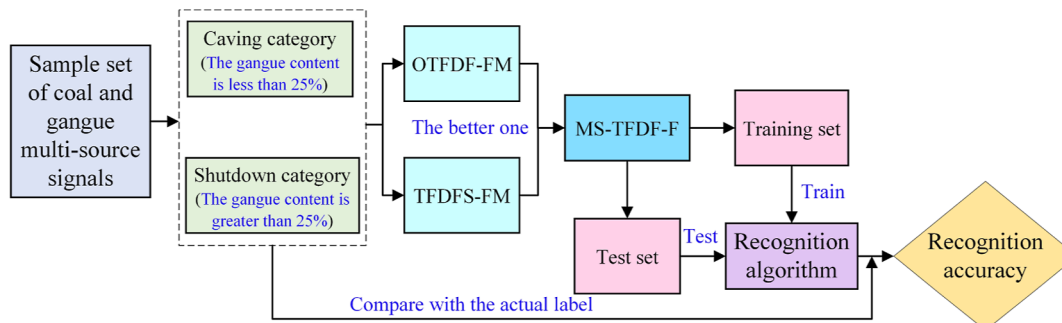 Sample set
of coal and
gangue
multi-source
signals
Caving category
(The gangue content
is less than 25%)
Shutdown category
(The gangue content is
greater than 25%)
OTFDF-FM
The better one
TFDFS-FM
MS-TFDF-F
Training set
Train
Test set
Test
Recognition
algorithm
Recognition
accuracy
Compare with the actual label